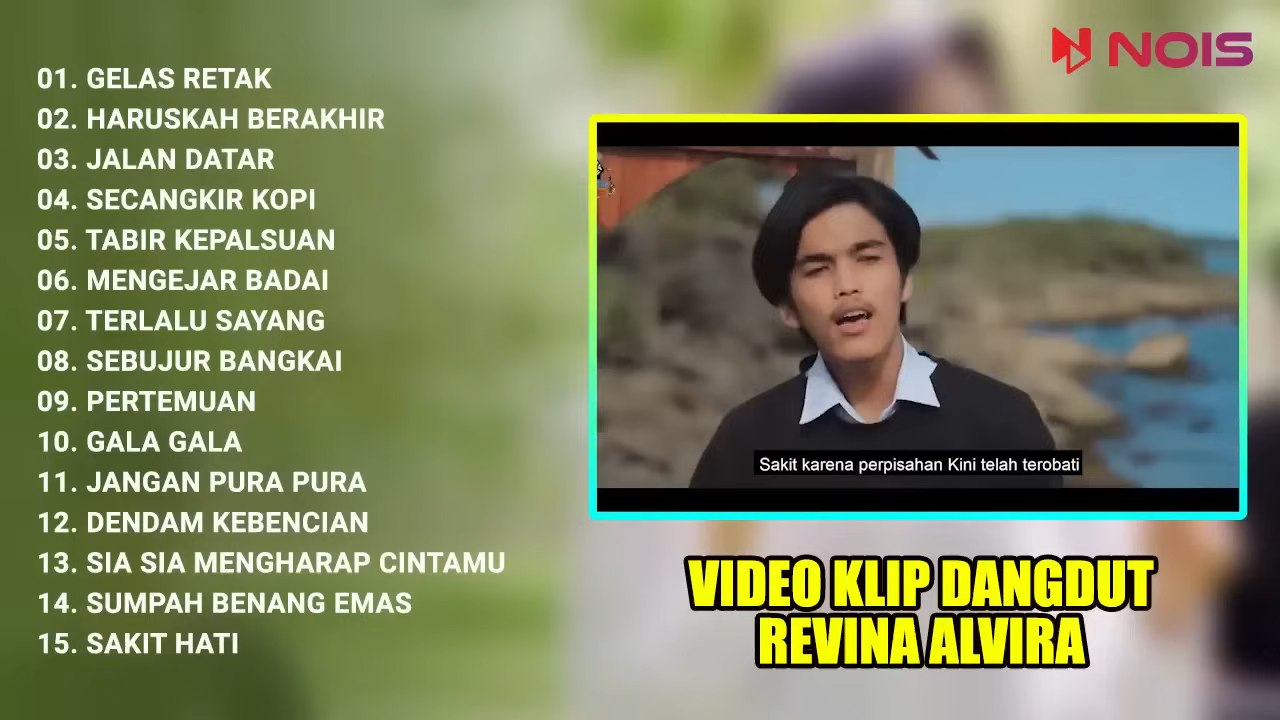 01. GELAS RETAK
02. HARUSKAH BERAKHIR
03. JALAN DATAR
04. SECANGKIR KOPI
05. TABIR KEPALSUAN
06. MENGEJAR BADAI
07. TERLALU SAYANG
08. SEBUJUR BANGKAI
09. PERTEMUAN
10. GALA GALA
11. JANGAN PURA PURA
12. DENDAM KEBENCIAN
13. SIA SIA MENGHARAP CINTAMU
14. SUMPAH BENANG EMAS
15. SAKIT HATI
NOIS
Sakit karena perpisahan Kini telah terobati
VIDEO KLIP DANGDUT
REVINA ALVIRA